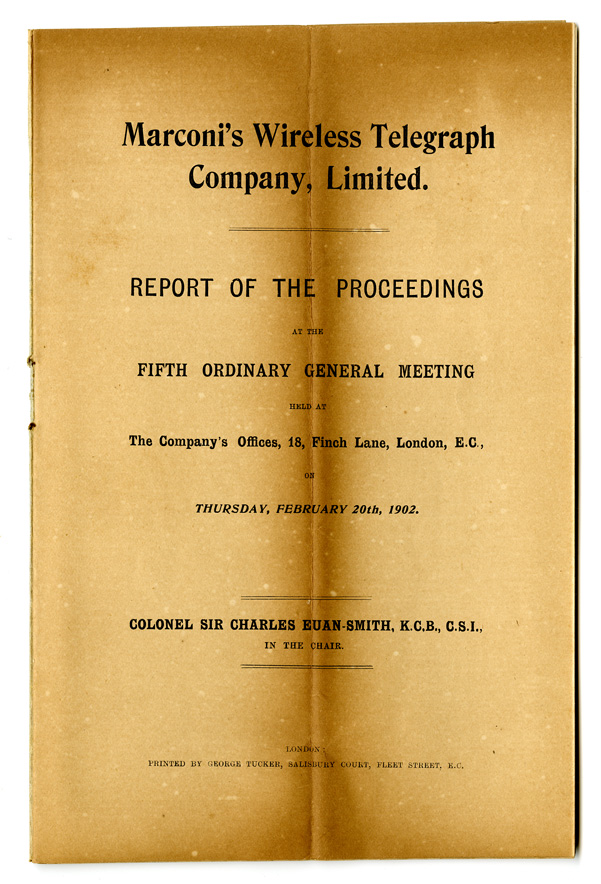 Marconi's Wireless Telegraph
Company, Limited.
REPORT OF THE PROCEEDINGS
AT THE
FIFTH ORDINARY GENERAL MEETING
HELD AT
The Company's Offices, 18, Finch Lane, London, E.C.,
ON
THURSDAY, FEBRUARY 20th, 1902.
COLONEL SIR CHARLES EUAN-SMITH, K.C.B., C.S.I.,
IN THE CHAIR.
LONDON:
PRINTED BY GEORGE TUCKER, SALISBURY COURT, FLEET STREET, E.C.